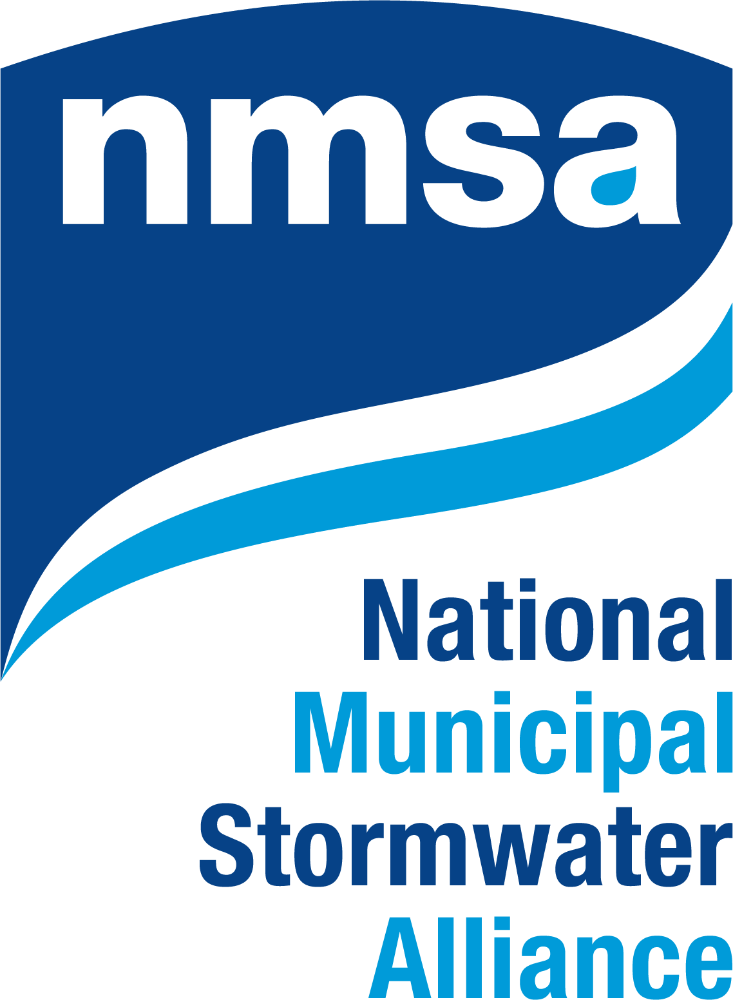 nmsa
National
Municipal
Stormwater
Alliance